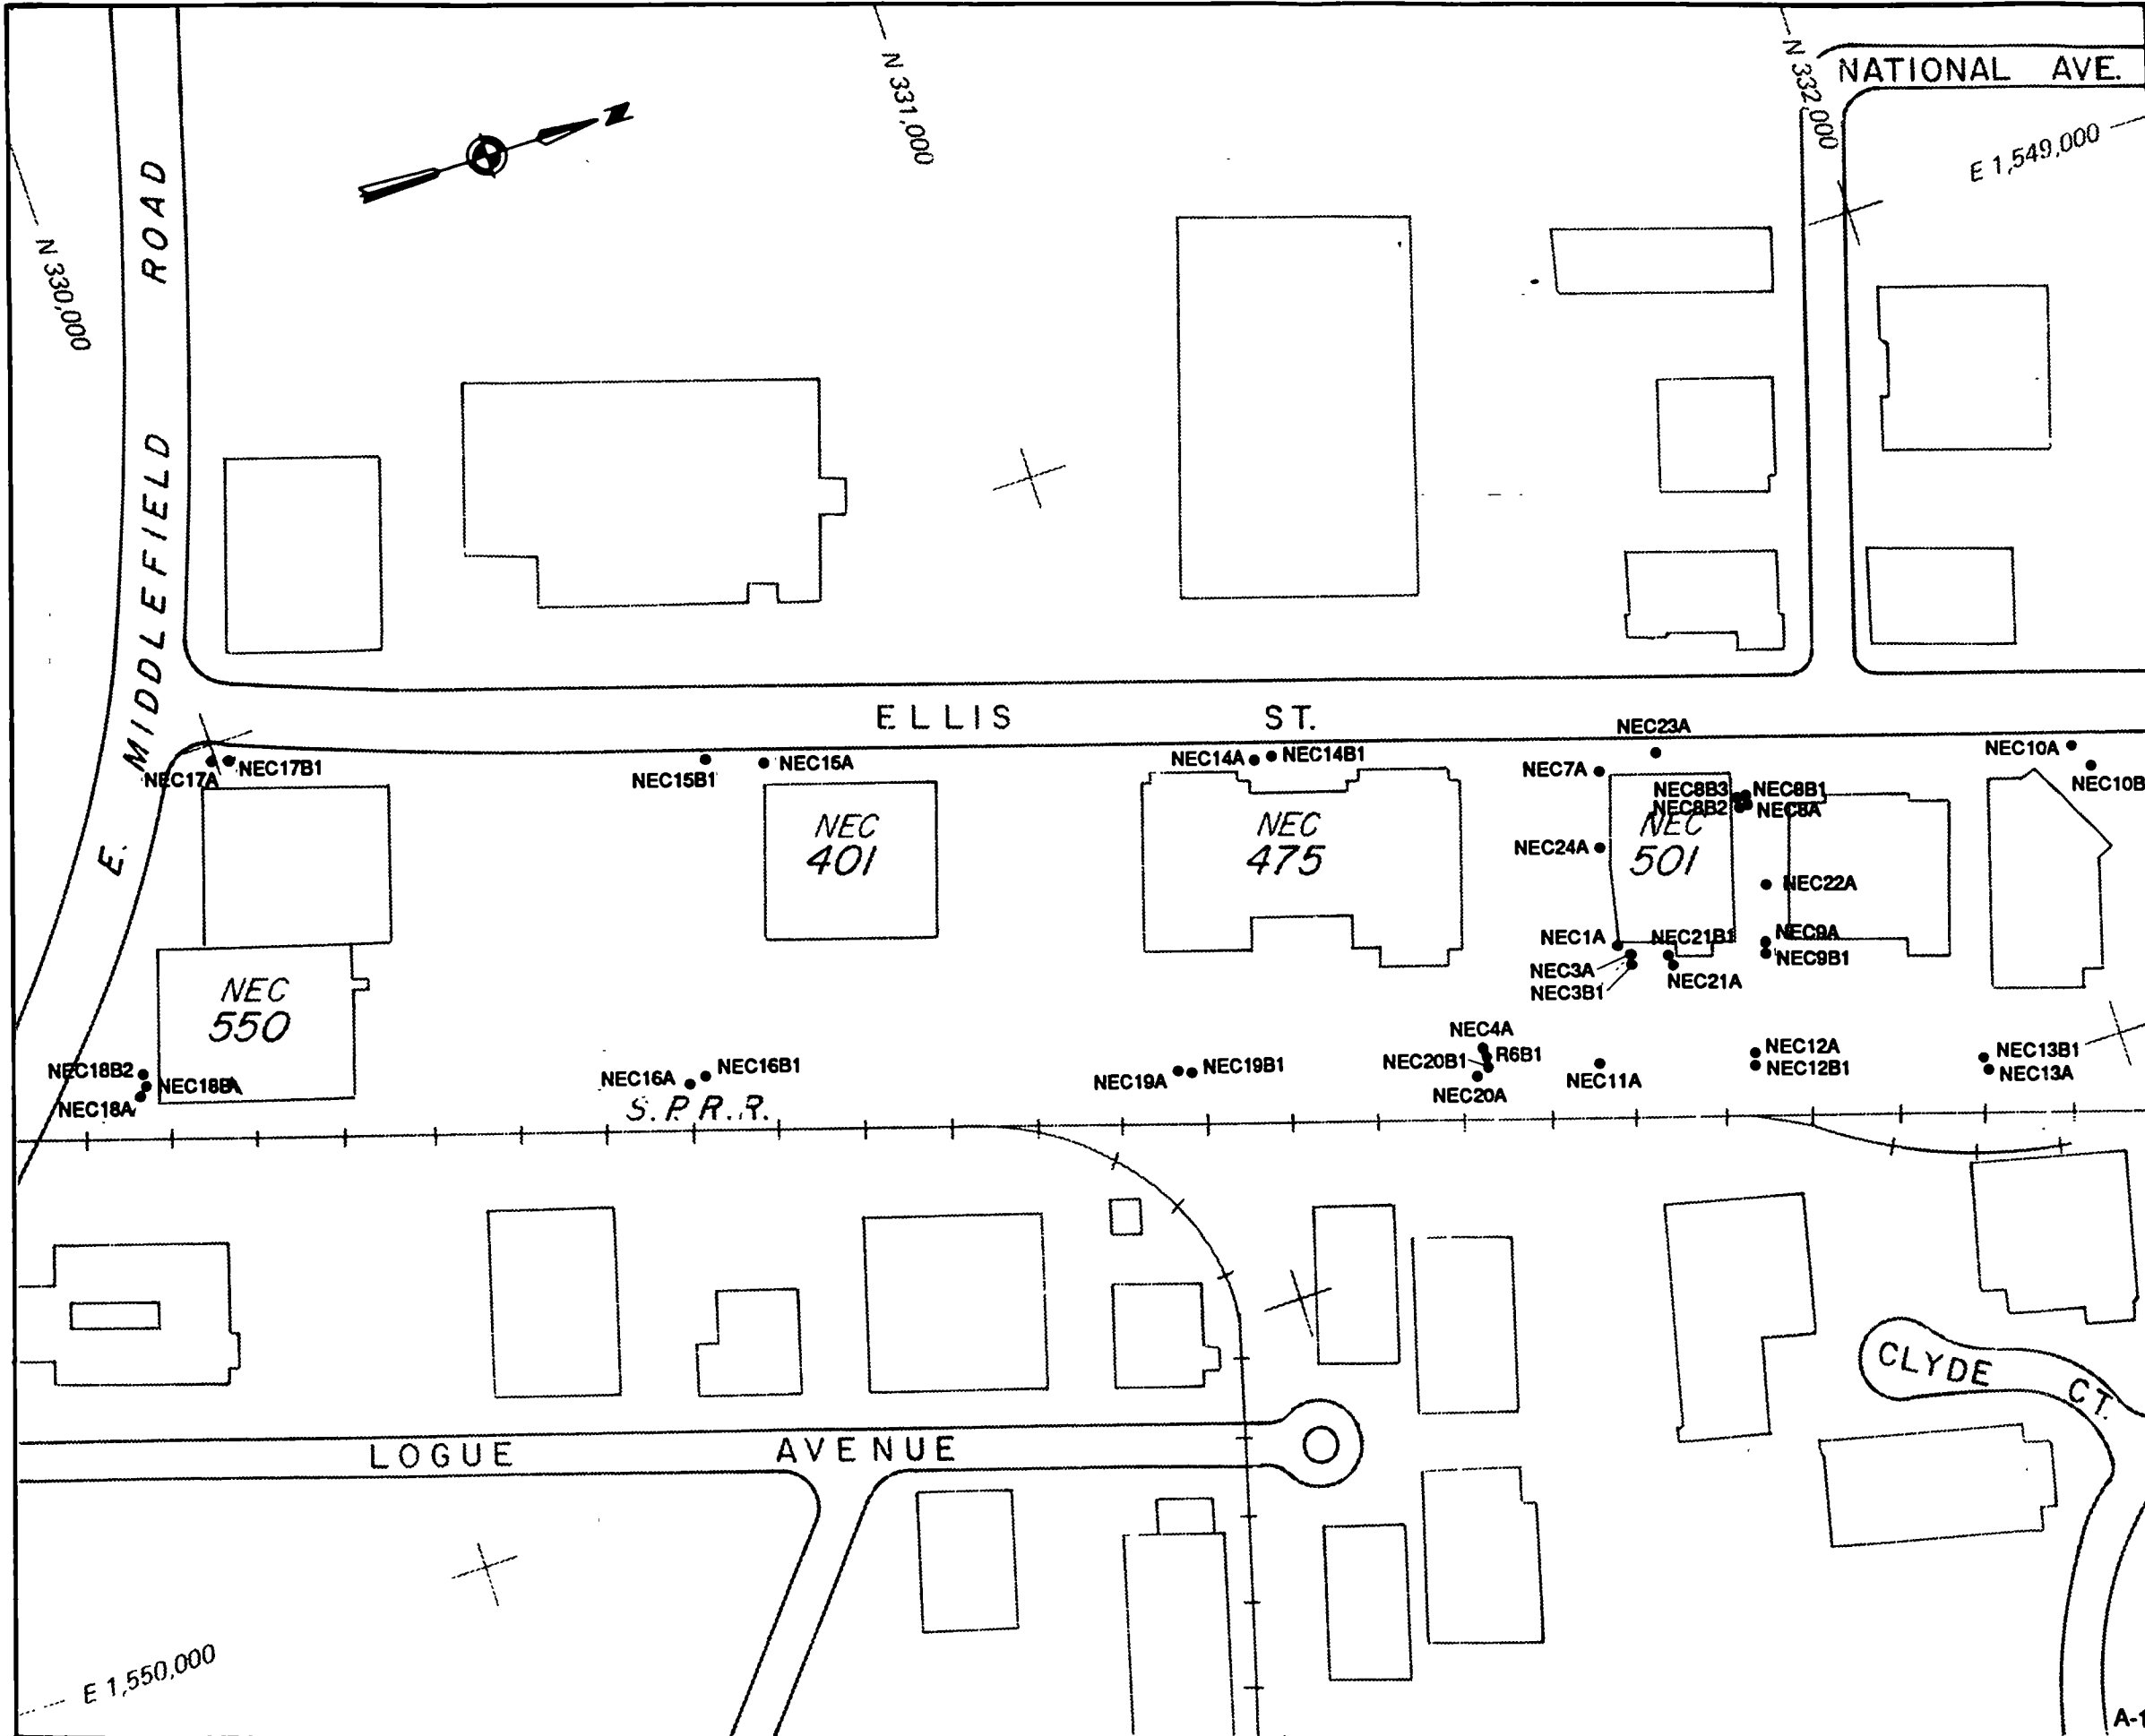 N 331,000
N 332,000
NATIONAL AVE.
E 1,549,000
N
N 330,000
E. MIDDLEFIELD ROAD
ELLIS ST.
NEC23A
NEC17A
NEC17B1
NEC15B1
NEC15A
NEC14A
NEC14B1
NEC7A
NEC10A
NEC10B
NEC8B3
NEC8B1
NEC8B2
NEC8A
NEC
401
NEC
475
NEC
501
NEC24A
NEC22A
NEC1A
NEC21B1
NEC9A
NEC9B1
NEC3A
NEC3B1
NEC21A
NEC
550
NEC4A
R6B1
NEC20B1
NEC20A
NEC18B2
NEC18A
NEC16A
NEC16B1
NEC19A
NEC19B1
NEC11A
NEC12A
NEC12B1
NEC13B1
NEC13A
S.P.R.R.
CLYDE CT.
LOGUE AVENUE
E 1,550,000